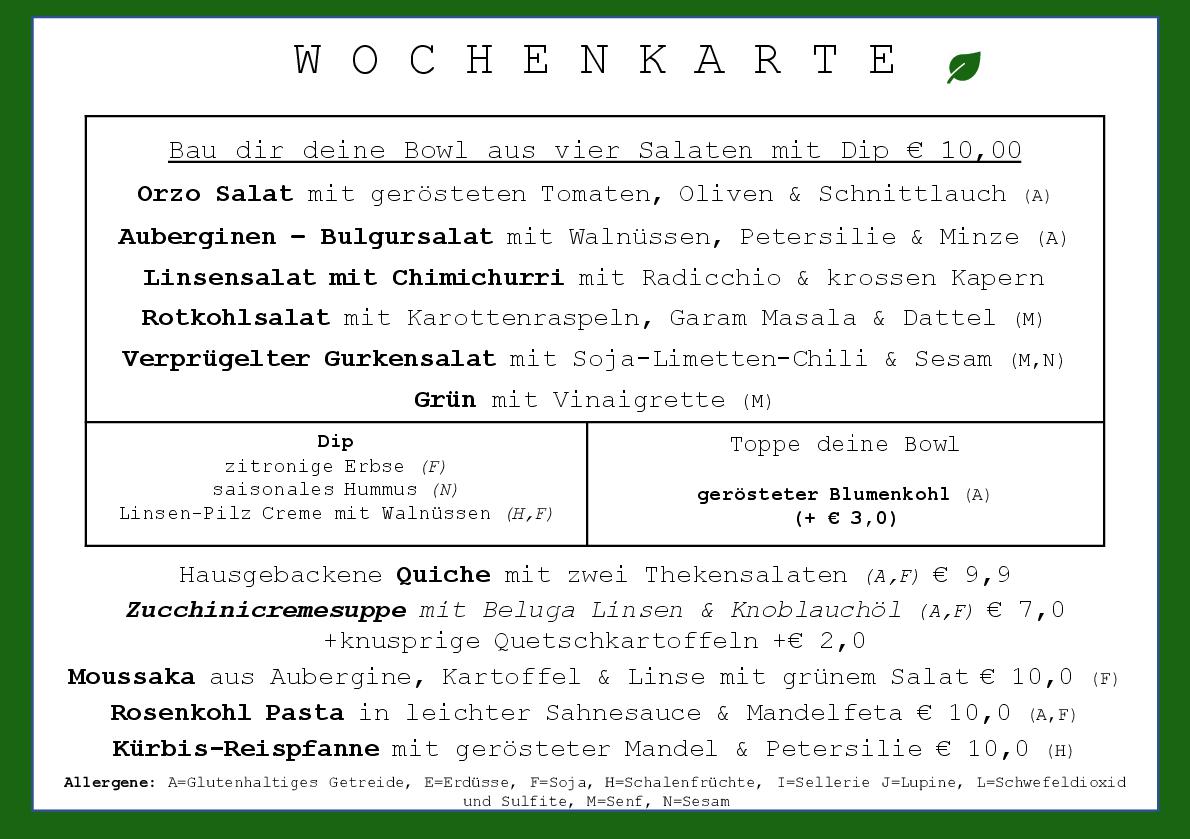 WOCHENKARTE
Bau dir deine Bowl aus vier Salaten mit Dip € 10,00
Orzo Salat mit gerösteten Tomaten, Oliven & Schnittlauch (A)
Auberginen – Bulgursalat mit Walnüssen, Petersilie & Minze (A)
Linsensalat mit Chimichurri mit Radicchio & krossen Kapern
Rotkohlsalat mit Karottenraspeln, Garam Masala & Dattel (M)
Verprügelter Gurkensalat mit Soja-Limetten-Chili & Sesam (M,N)
Grün mit Vinaigrette (M)
Dip
zitronige Erbse (F)
saisonales Hummus (N)
Linsen-Pilz Creme mit Walnüssen (H,F)
Toppe deine Bowl
gerösteter Blumenkohl (A)
(+ € 3,0)
Hausgebackene Quiche mit zwei Thekensalaten (A,F) € 9,9
Zucchinicremesuppe mit Beluga Linsen & Knoblauchöl (A,F) € 7,0
+knusprige Quetschkartoffeln +€ 2,0
Moussaka aus Aubergine, Kartoffel & Linse mit grünem Salat € 10,0 (F)
Rosenkohl Pasta in leichter Sahnesauce & Mandelfeta € 10,0 (A,F)
Kürbis-Reispfanne mit gerösteter Mandel & Petersilie € 10,0 (H)
Allergene: A=Glutenhaltiges Getreide, E=Erdüsse, F=Soja, H=Schalenfrüchte, I=Sellerie J=Lupine, L=Schwefeldioxid
und Sulfite, M=Senf, N=Sesam